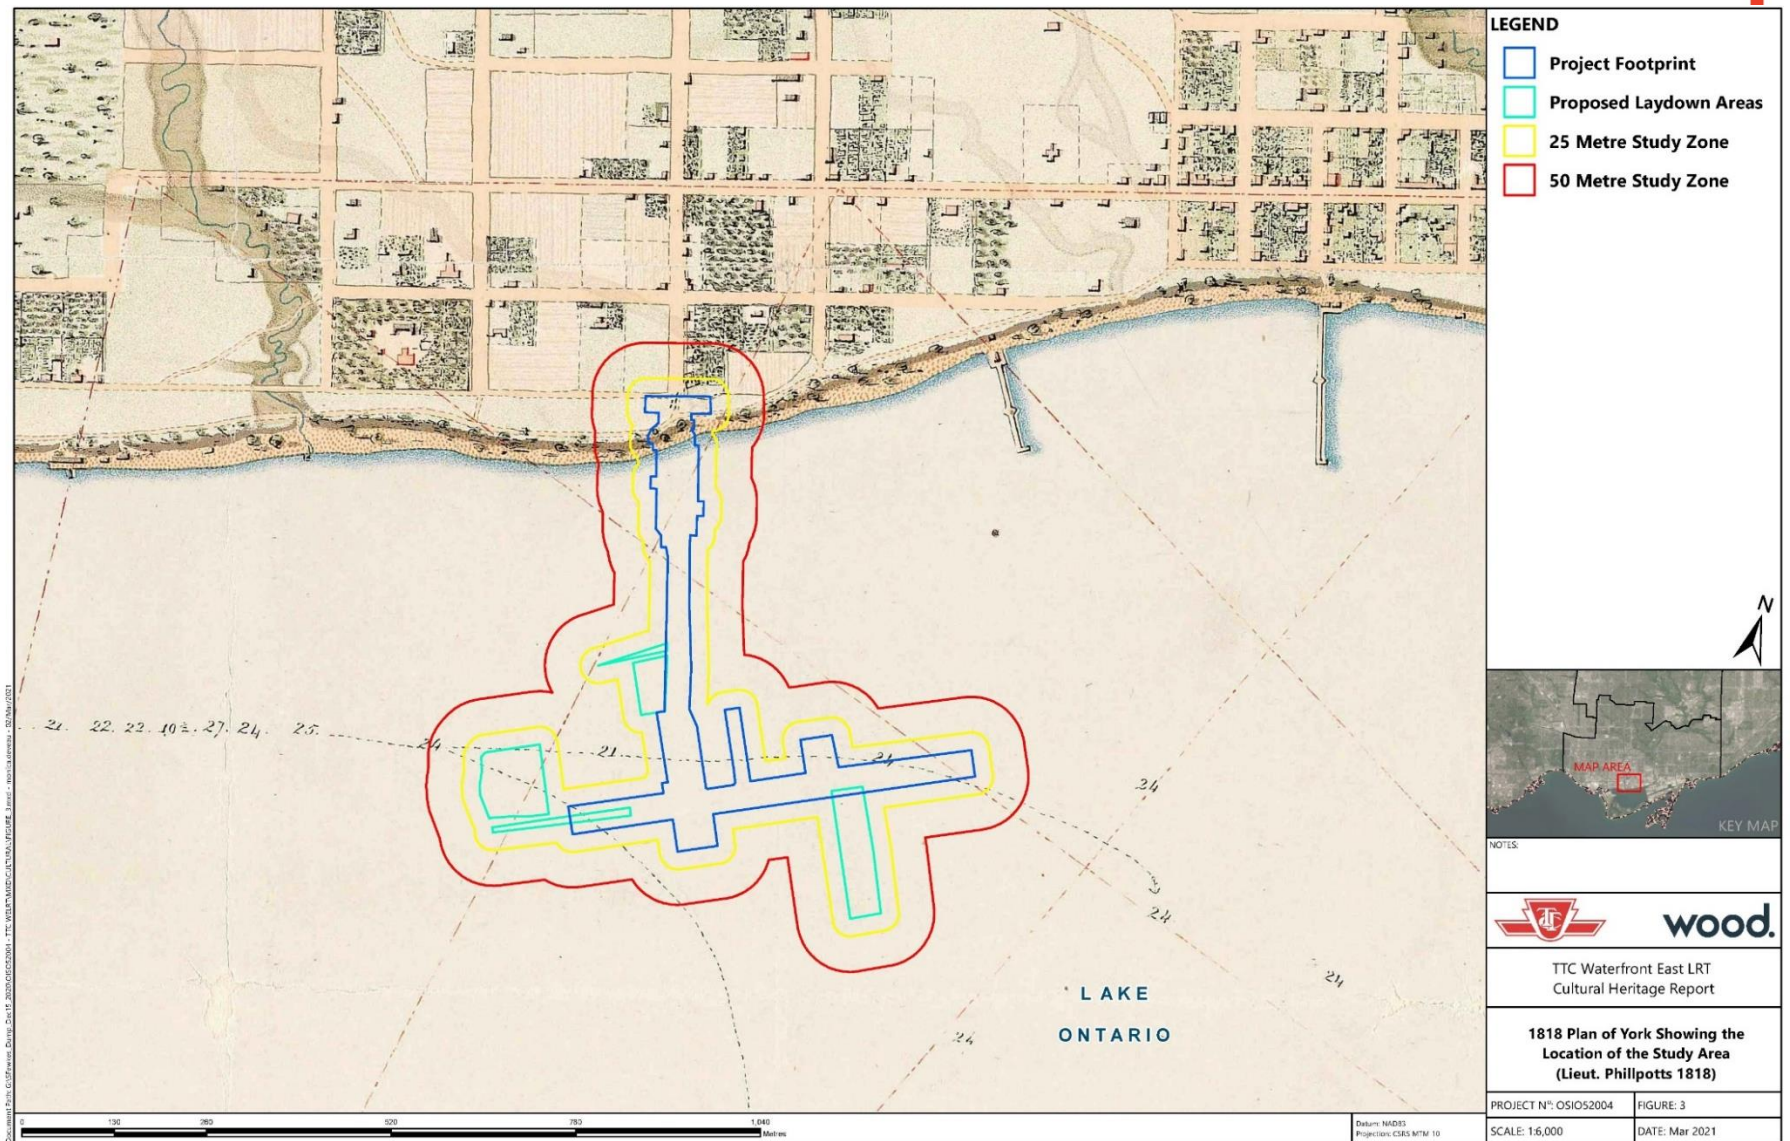 LEGEND
Project Footprint
Proposed Laydown Areas
25 Metre Study Zone
50 Metre Study Zone
N
MAP AREA
KEY MAP
NOTES:
TTC
wood.
TTC Waterfront East LRT
Cultural Heritage Report
1818 Plan of York Showing the
Location of the Study Area
(Lieut. Phillpotts 1818)
PROJECT Nº: OSIO52004
FIGURE: 3
SCALE: 1:6,000
DATE: Mar 2021
21. 22. 22. 27. 24. 25.
24
21
24
24
24
24
24
LAKE
ONTARIO
0 130 260 520 780 1,040
Metres
Datum: NAD83
Projection: CSRS MTM 10